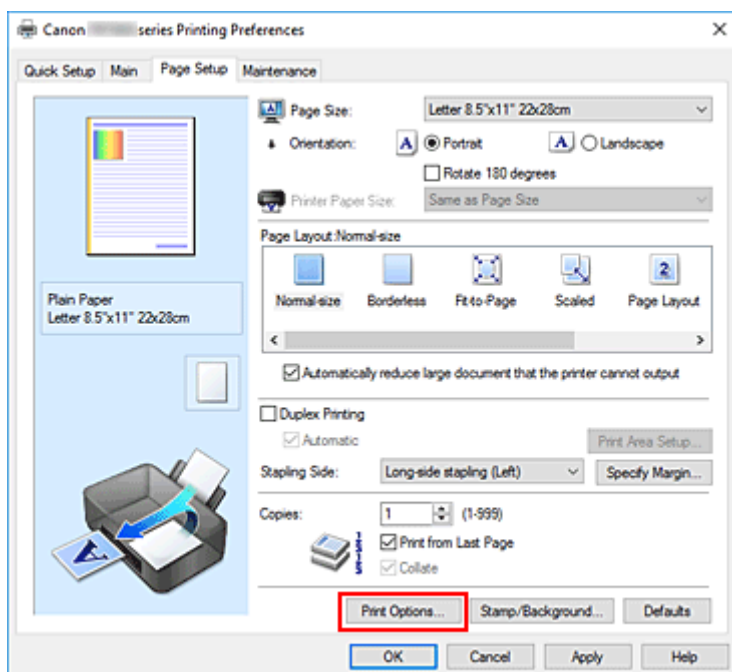 Canon series Printing Preferences
Quick Setup Main Page Setup Maintenance
Page Size: Letter 8.5"x11" 22x28cm
Orientation: A Portrait A Landscape
Rotate 180 degrees
Printer Paper Size: Same as Page Size
Page Layout:Normal-size
Normal-size Borderless Fit-to-Page Scaled Page Layout
Plain Paper
Letter 8.5"x11" 22x28cm
Automatically reduce large document that the printer cannot output
Duplex Printing
Automatic Print Area Setup...
Stapling Side: Long-side stapling (Left) Specify Margin...
Copies: 1 (1-999)
Print from Last Page
Collate
Print Options... Stamp/Background... Defaults
OK Cancel Apply Help